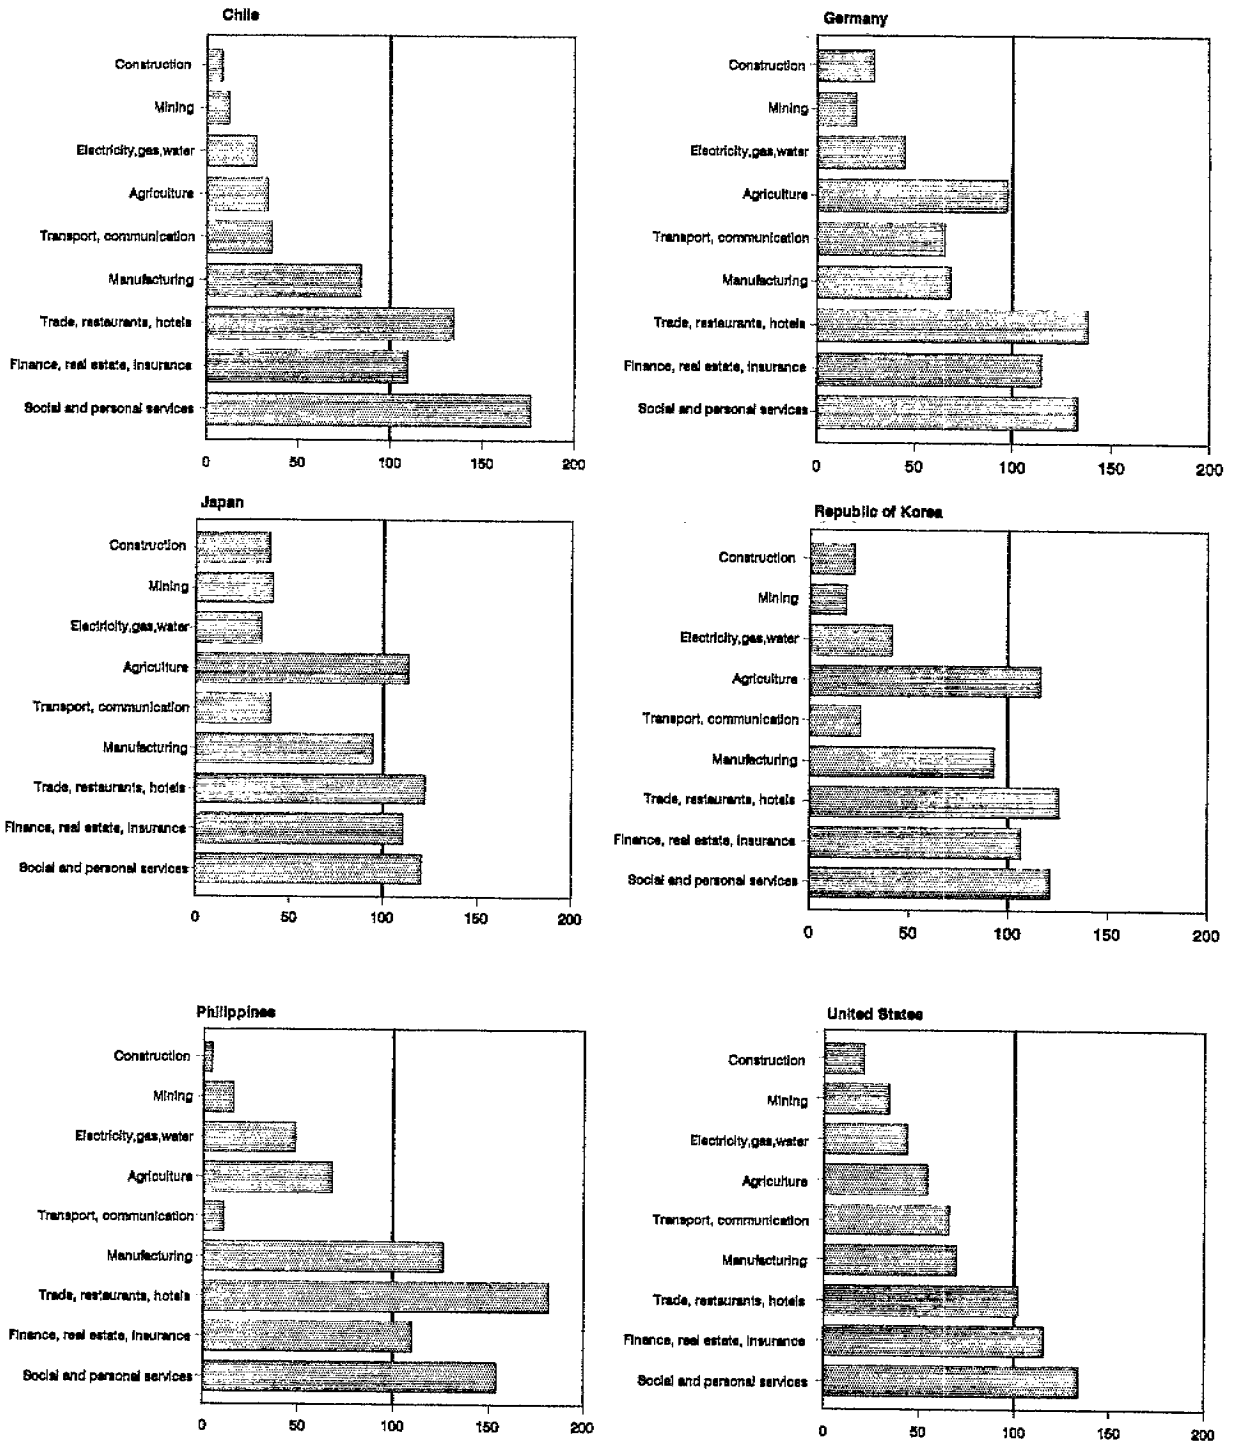 Chile
Construction
Mining
Electricity,gas,water
Agriculture
Transport, communication
Manufacturing
Trade, restaurants, hotels
Finance, real estate, insurance
Social and personal services
0 50 100 150 200
Germany
Construction
Mining
Electricity,gas,water
Agriculture
Transport, communication
Manufacturing
Trade, restaurants, hotels
Finance, real estate, insurance
Social and personal services
0 50 100 150 200
Japan
Construction
Mining
Electricity,gas,water
Agriculture
Transport, communication
Manufacturing
Trade, restaurants, hotels
Finance, real estate, insurance
Social and personal services
0 50 100 150 200
Republic of Korea
Construction
Mining
Electricity,gas,water
Agriculture
Transport, communication
Manufacturing
Trade, restaurants, hotels
Finance, real estate, insurance
Social and personal services
0 50 100 150 200
Philippines
Construction
Mining
Electricity,gas,water
Agriculture
Transport, communication
Manufacturing
Trade, restaurants, hotels
Finance, real estate, insurance
Social and personal services
0 50 100 150 200
United States
Construction
Mining
Electricity,gas,water
Agriculture
Transport, communication
Manufacturing
Trade, restaurants, hotels
Finance, real estate, insurance
Social and personal services
0 50 100 150 200